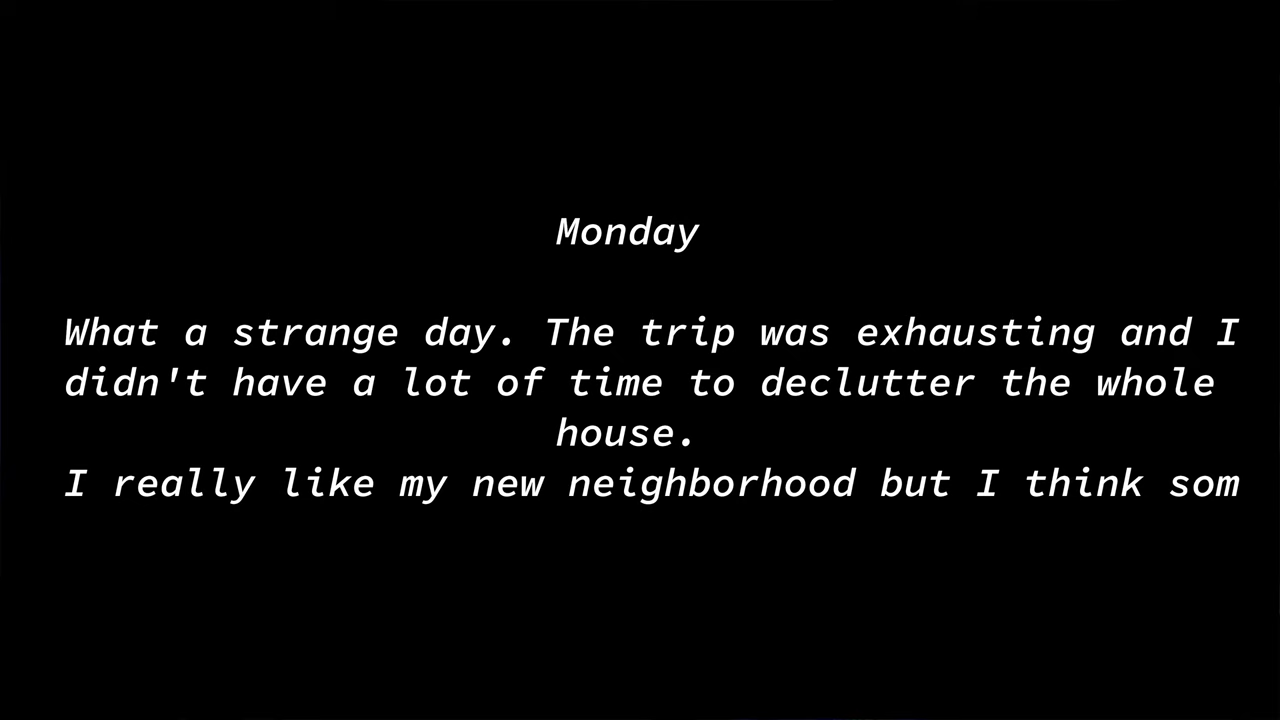 Monday
What a strange day. The trip was exhausting and I
didn't have a lot of time to declutter the whole
house.
I really like my new neighborhood but I think som